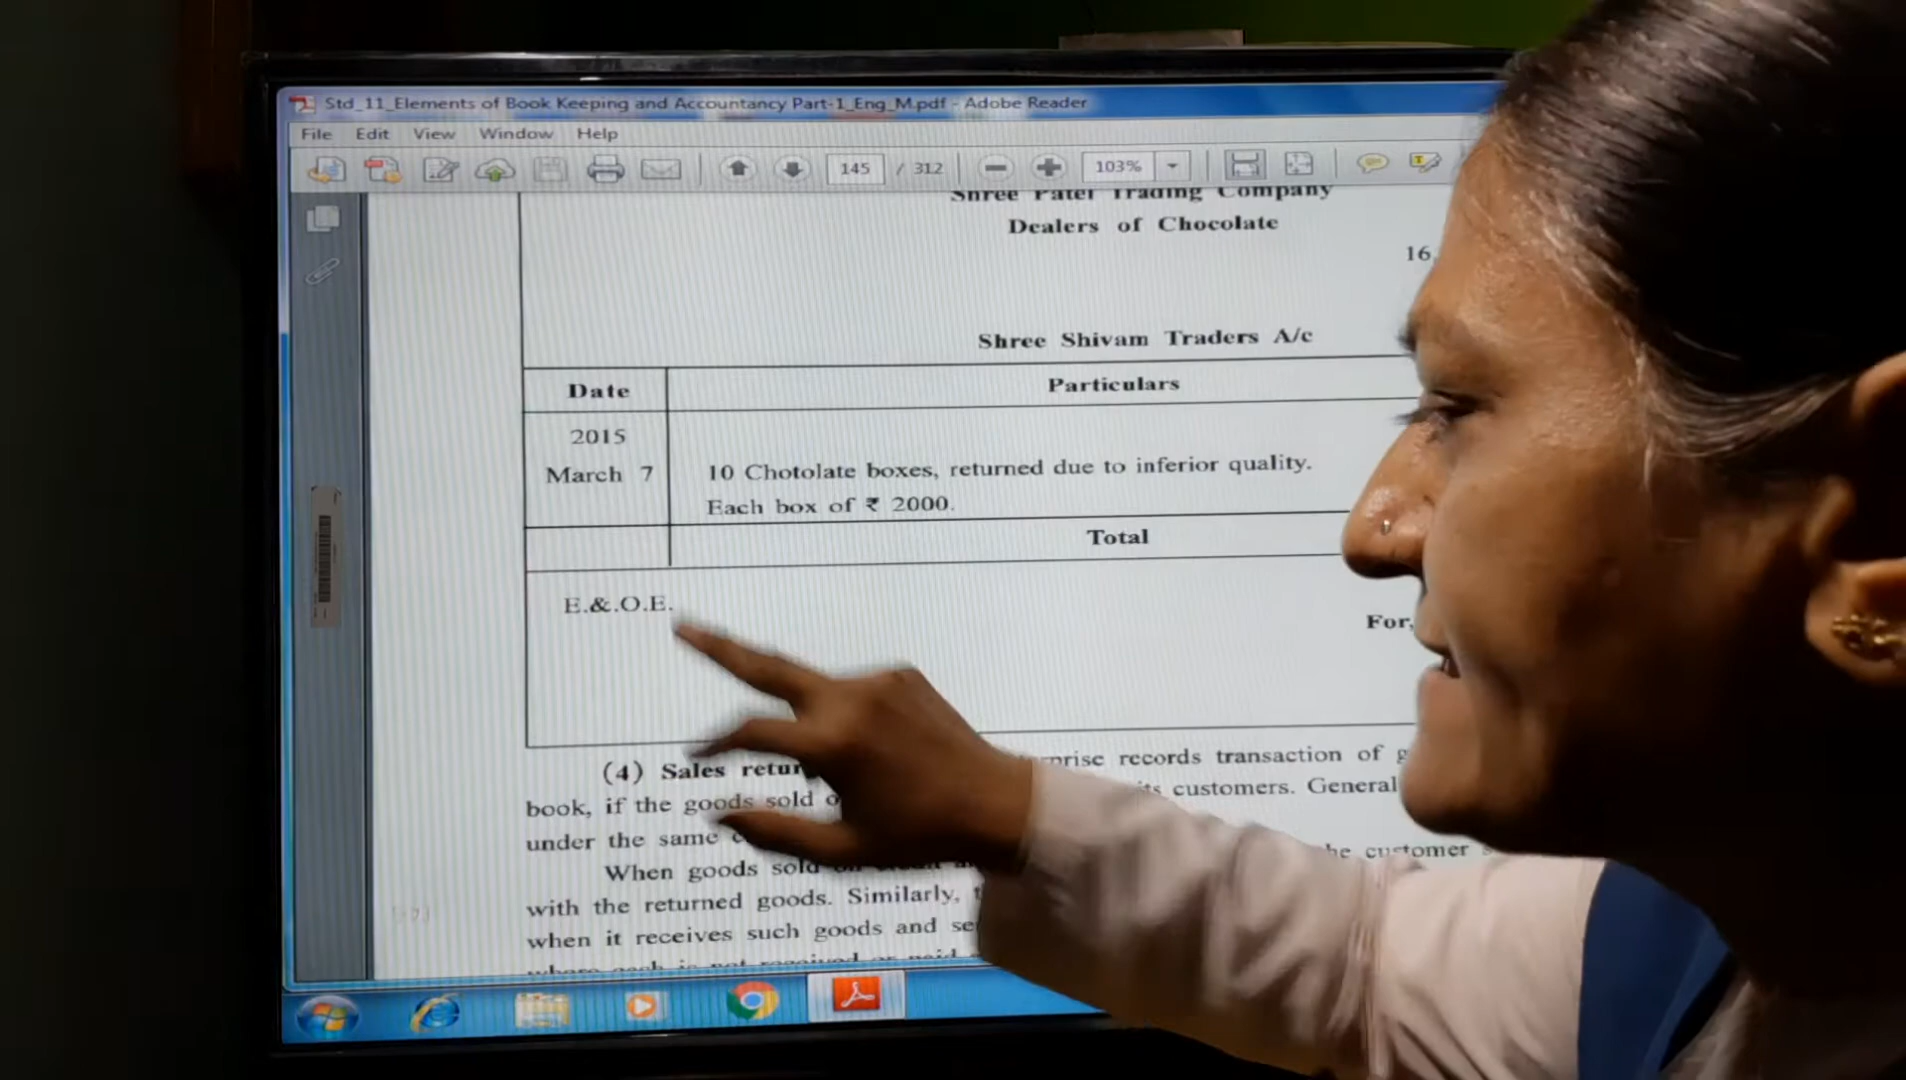 Std_11_Elements of Book Keeping and Accountancy Part-1_Eng_M.pdf - Adobe Reader
File Edit View Window Help
145 / 312 103%
Shree Patel Trading Company
Dealers of Chocolate
16
Shree Shivam Traders A/c
Date Particulars
2015
March 7 10 Chotolate boxes, returned due to inferior quality.
Each box of ₹ 2000.
Total
E.&.O.E.
For,
(4) Sales retur records transaction of
book, if the goods sold customers. General
under the same
customer
When goods sold
with the returned goods. Similarly,
when it receives such goods and